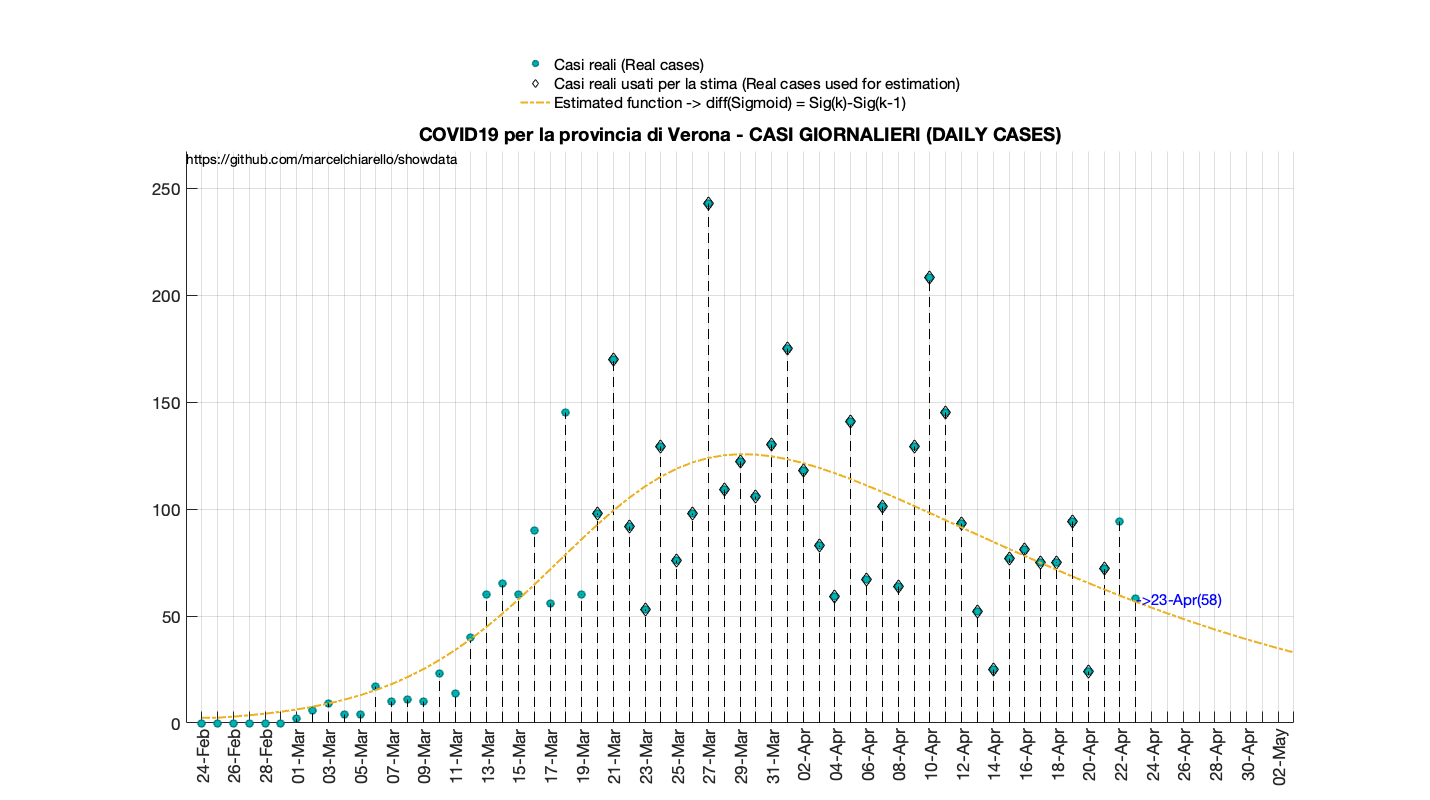 Casi reali (Real cases)
Casi reali usati per la stima (Real cases used for estimation)
Estimated function -> diff(Sigmoid) = Sig(k)-Sig(k-1)
COVID19 per la provincia di Verona - CASI GIORNALIERI (DAILY CASES)
https://github.com/marcelchiarello/showdata
250
200
150
100
50
0
->23-Apr(58)
24-Feb
26-Feb
28-Feb
01-Mar
03-Mar
05-Mar
07-Mar
09-Mar
11-Mar
13-Mar
15-Mar
17-Mar
19-Mar
21-Mar
23-Mar
25-Mar
27-Mar
29-Mar
31-Mar
02-Apr
04-Apr
06-Apr
08-Apr
10-Apr
12-Apr
14-Apr
16-Apr
18-Apr
20-Apr
22-Apr
24-Apr
26-Apr
28-Apr
30-Apr
02-May